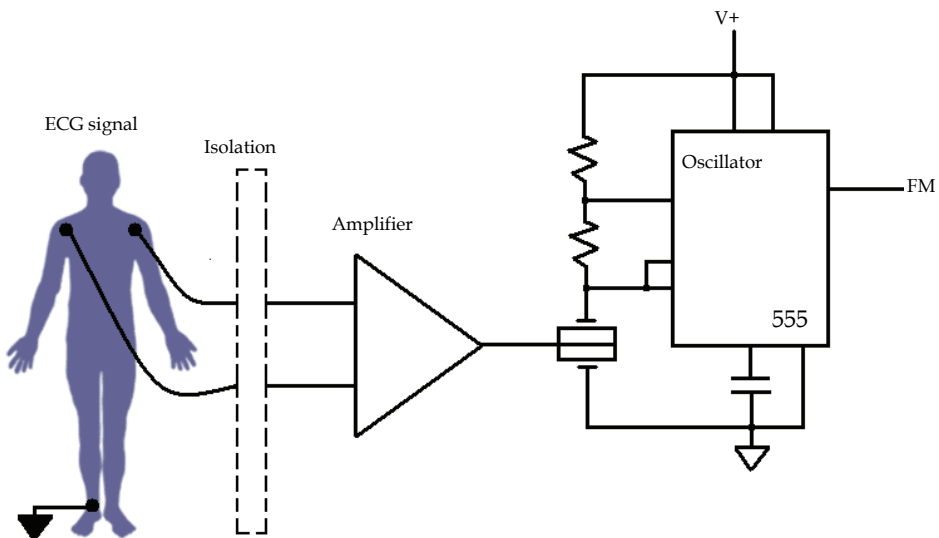 V+
ECG signal
Isolation
Oscillator
FM
Amplifier
555